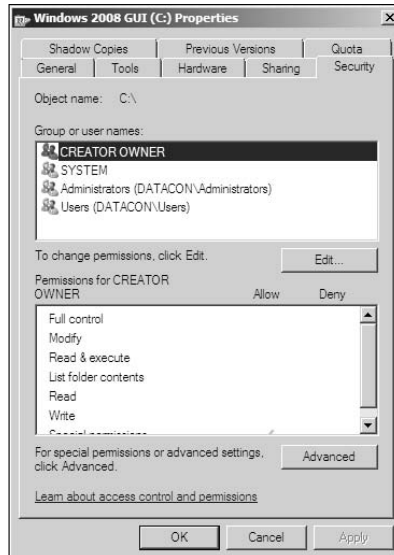 Windows 2008 GUI (C:) Properties
Shadow Copies Previous Versions Quota
General Tools Hardware Sharing Security
Object name: C:\
Group or user names:
CREATOR OWNER
SYSTEM
Administrators (DATACON\Administrators)
Users (DATACON\Users)
To change permissions, click Edit.
Edit...
Permissions for CREATOR
OWNER Allow Deny
Full control
Modify
Read & execute
List folder contents
Read
Write
Special permissions
For special permissions or advanced settings,
click Advanced.
Advanced
Learn about access control and permissions
OK Cancel Apply